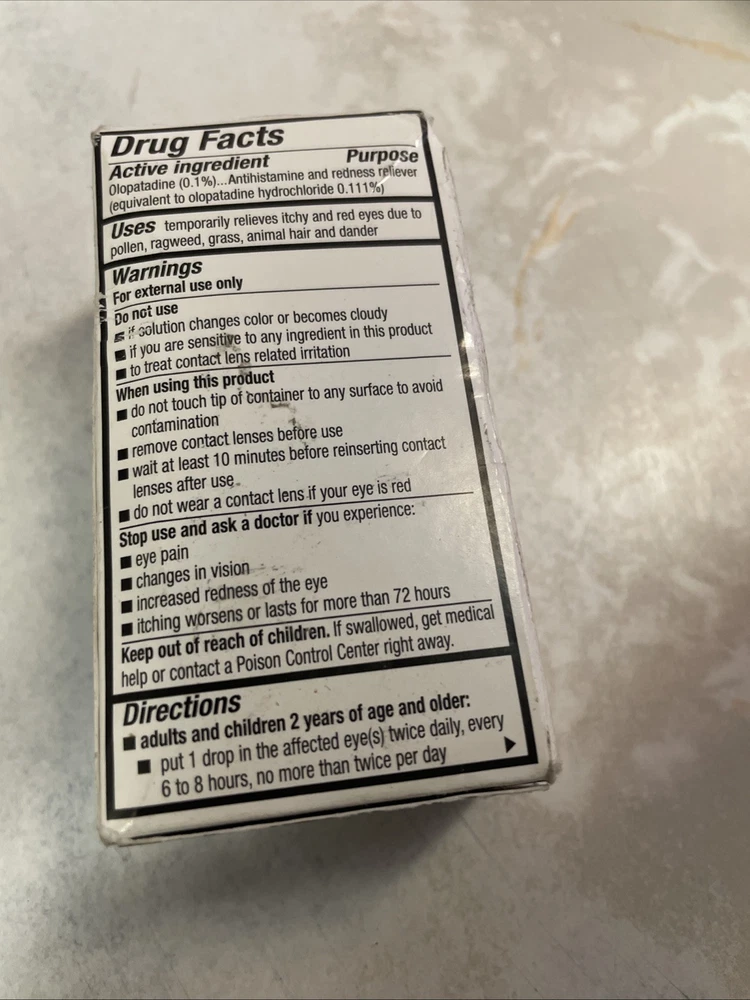 Drug Facts
Active ingredient Purpose
Olopatadine (0.1%)...Antihistamine and redness reliever
(equivalent to olopatadine hydrochloride 0.111%)
Uses temporarily relieves itchy and red eyes due to
pollen, ragweed, grass, animal hair and dander
Warnings
For external use only
Do not use
■ if solution changes color or becomes cloudy
■ if you are sensitive to any ingredient in this product
■ to treat contact lens related irritation
When using this product
■ do not touch tip of container to any surface to avoid
contamination
■ remove contact lenses before use
■ wait at least 10 minutes before reinserting contact
lenses after use
■ do not wear a contact lens if your eye is red
Stop use and ask a doctor if you experience:
■ eye pain
■ changes in vision
■ increased redness of the eye
■ itching worsens or lasts for more than 72 hours
Keep out of reach of children. If swallowed, get medical
help or contact a Poison Control Center right away.
Directions
■ adults and children 2 years of age and older:
■ put 1 drop in the affected eye(s) twice daily, every
6 to 8 hours, no more than twice per day